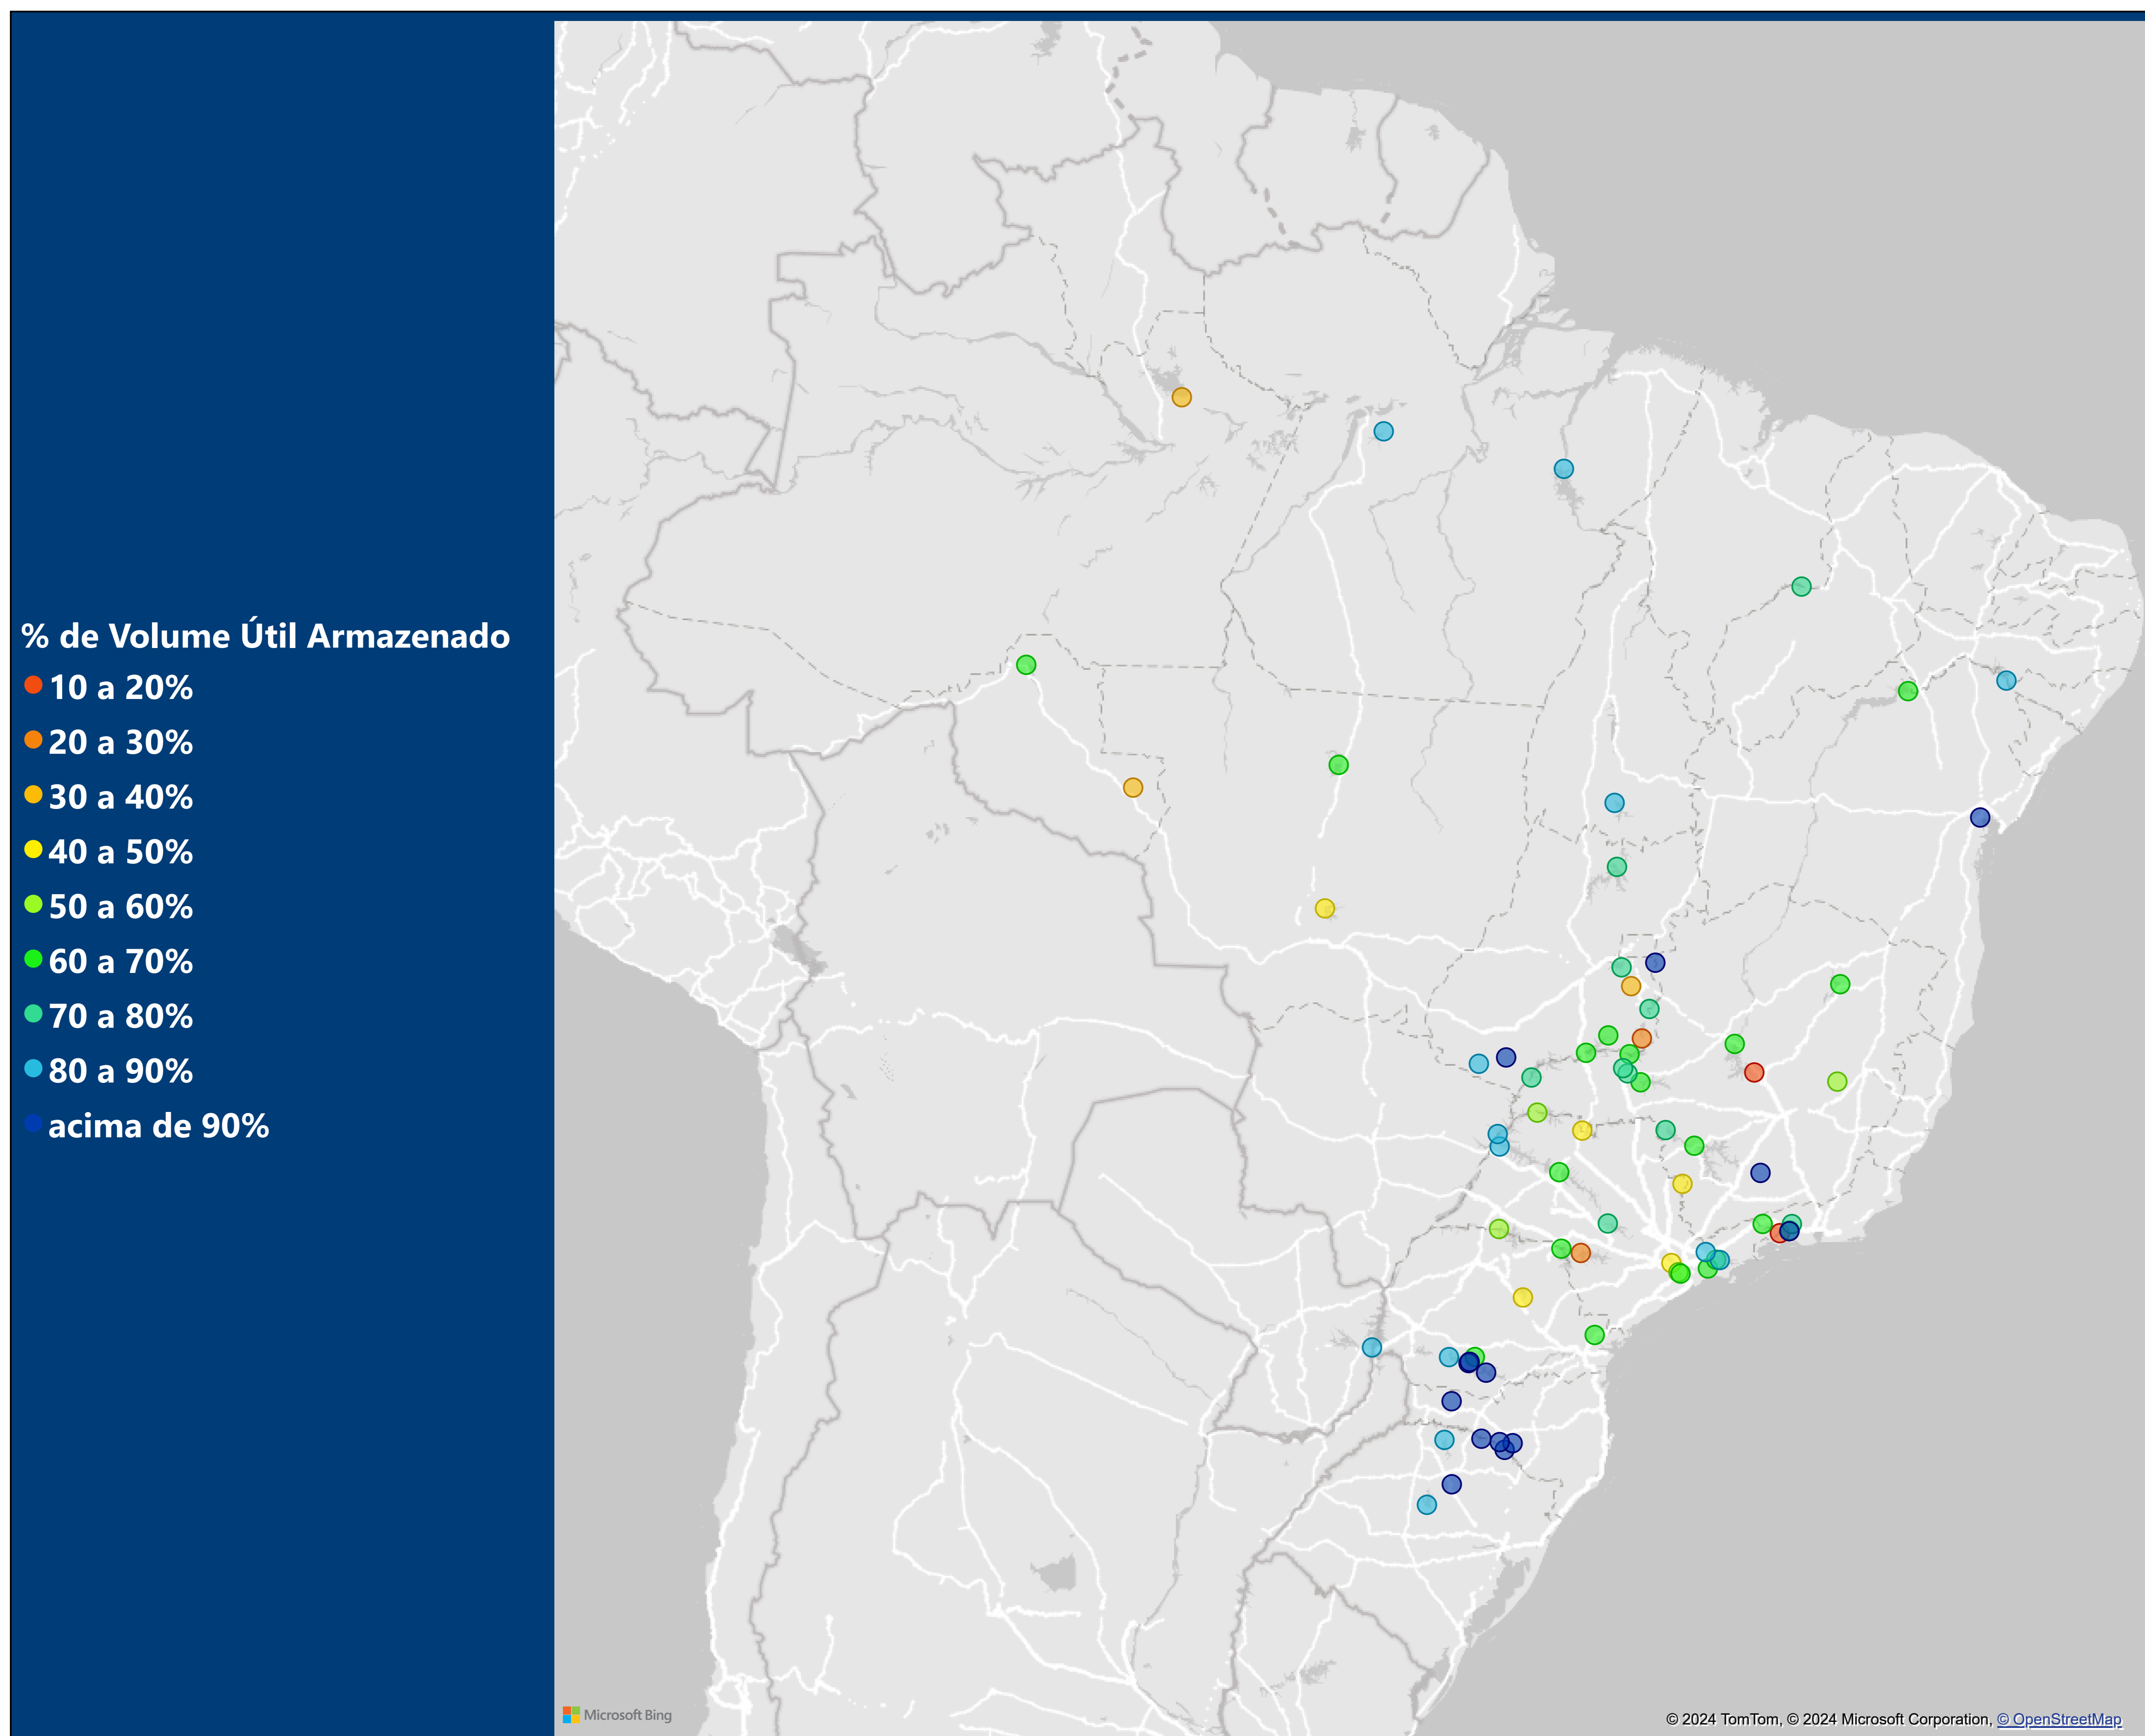 % de Volume Útil Armazenado
10 a 20%
20 a 30%
30 a 40%
40 a 50%
50 a 60%
60 a 70%
70 a 80%
80 a 90%
acima de 90%
Microsoft Bing
© 2024 TomTom, © 2024 Microsoft Corporation, © OpenStreetMap